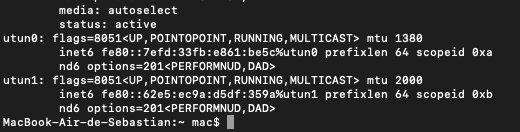 media: autoselect
status: active
utun0: flags=8051<UP,POINTOPOINT,RUNNING,MULTICAST> mtu 1380
inet6 fe80::7efd:33fb:e861:be5c%utun0 prefixlen 64 scopeid 0xa
nd6 options=201<PERFORMNUD,DAD>
utun1: flags=8051<UP,POINTOPOINT,RUNNING,MULTICAST> mtu 2000
inet6 fe80::62e5:ec9a:d5df:359a%utun1 prefixlen 64 scopeid 0xb
nd6 options=201<PERFORMNUD,DAD>
MacBook-Air-de-Sebastian:~ mac$